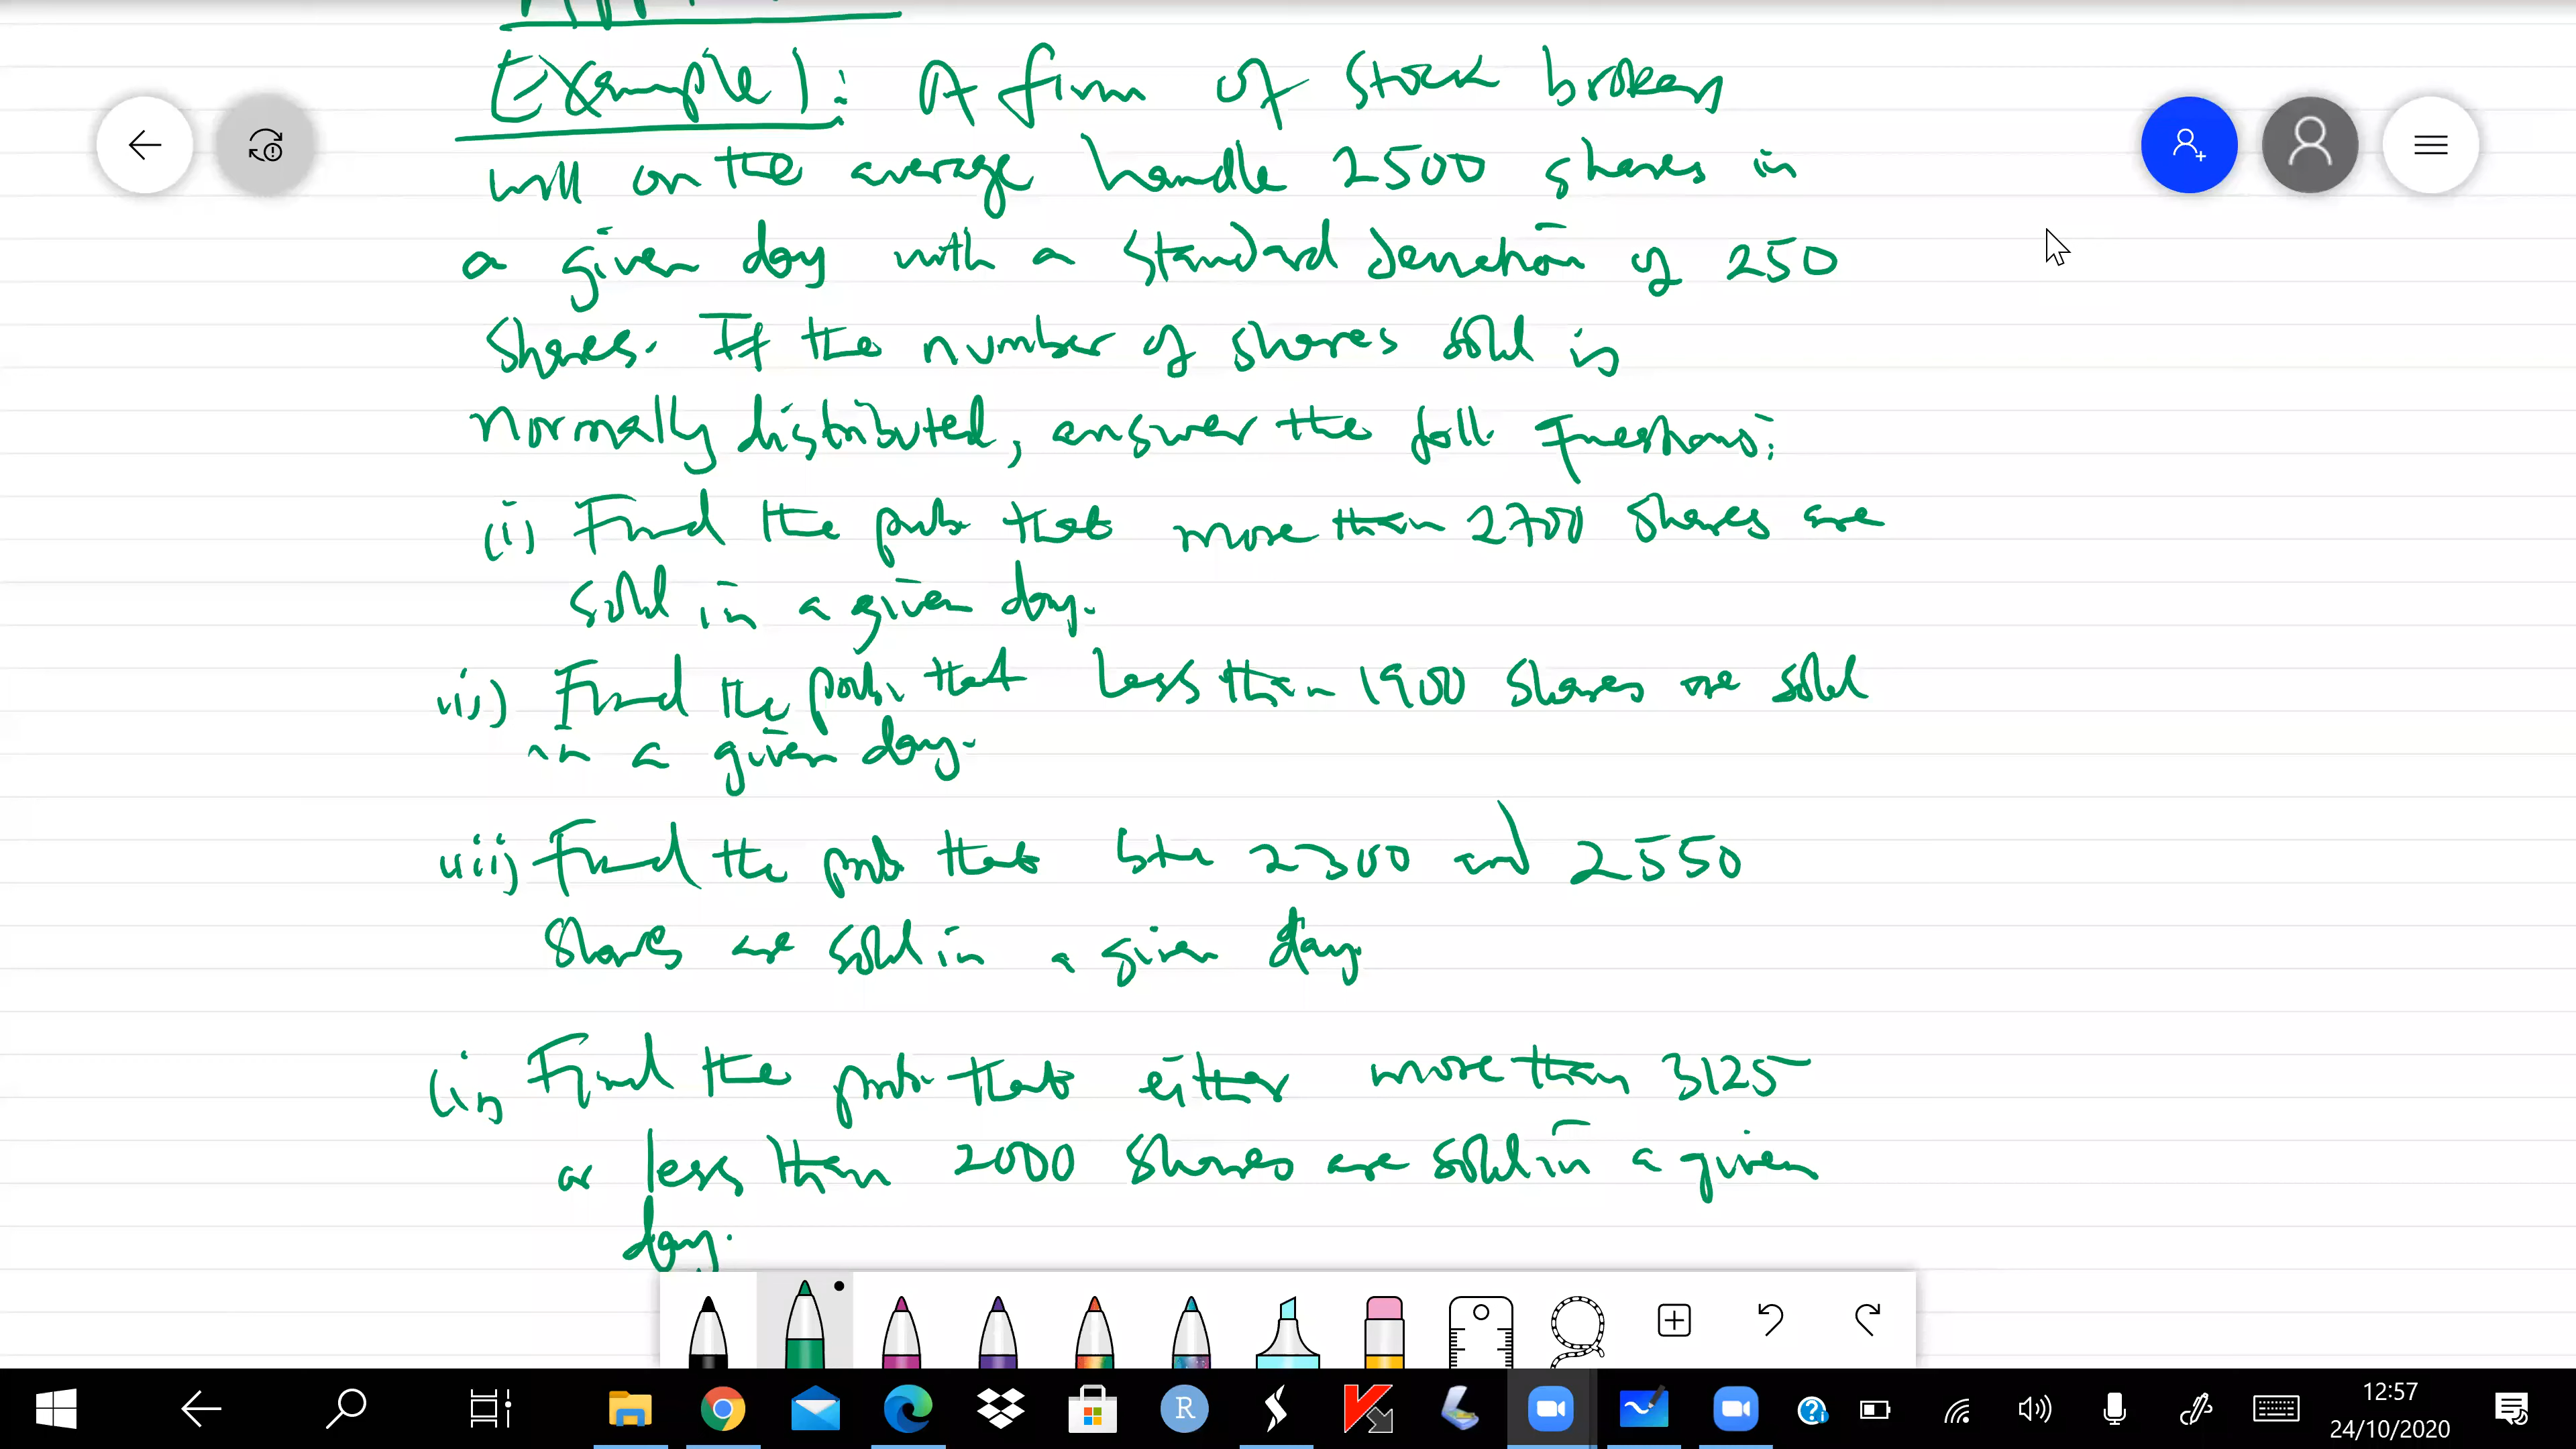 Example 1: A firm of stock brokers
will on the average handle 2500 shares in
a given day with a standard deviation of 250
shares. If the number of shares sold is
normally distributed, answer the foll. questions:
(i) Find the prob. that more than 2700 shares are
sold in a given day.
ii) Find the prob. that less than 1900 shares are sold
in a given day.
iii) Find the prob that btw 2300 and 2550
shares are sold in a given day
(iv Find the prob. that either more than 3125
or less than 2000 shares are sold in a given
day.
12:57
24/10/2020